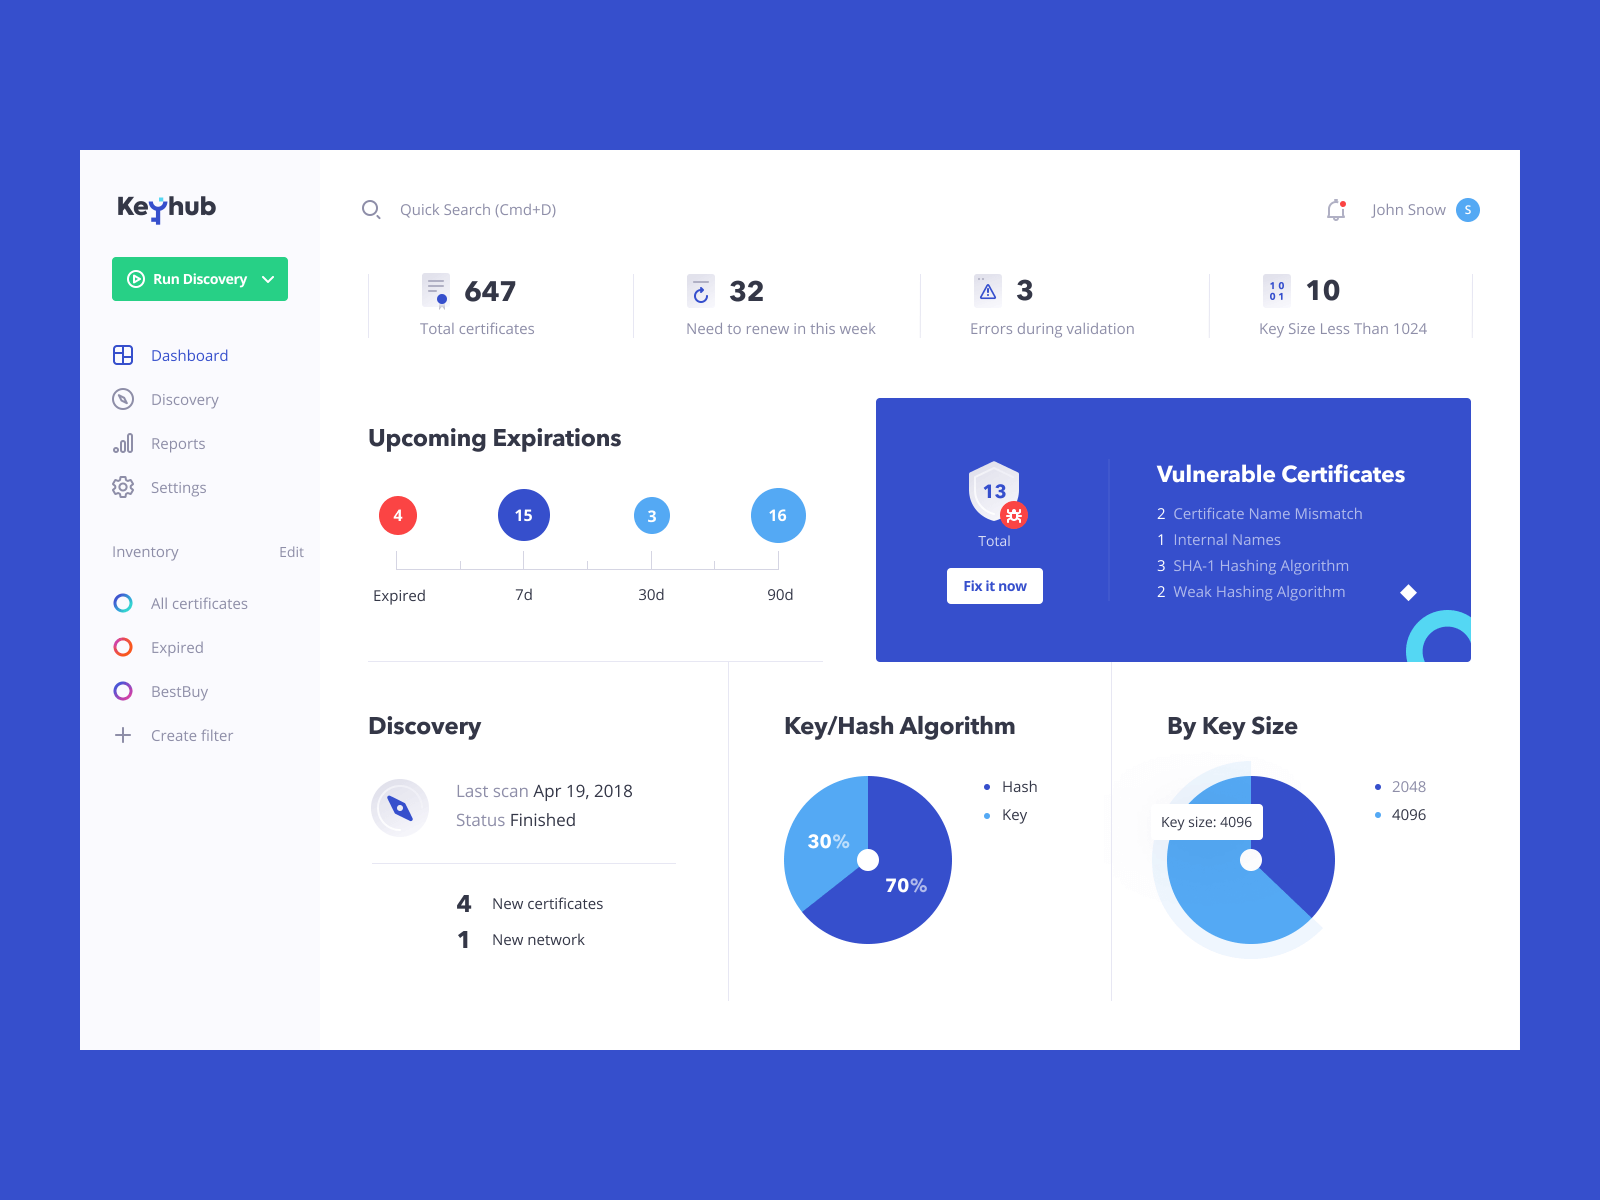 Keyhub
Run Discovery
Dashboard
Discovery
Reports
Settings
Inventory Edit
All certificates
Expired
BestBuy
Create filter
Quick Search (Cmd+D)
John Snow S
647
Total certificates
32
Need to renew in this week
3
Errors during validation
1 0
0 1
10
Key Size Less Than 1024
Upcoming Expirations
4 15 3 16
Expired 7d 30d 90d
13
Total
Fix it now
Vulnerable Certificates
2 Certificate Name Mismatch
1 Internal Names
3 SHA-1 Hashing Algorithm
2 Weak Hashing Algorithm
Discovery
Last scan Apr 19, 2018
Status Finished
4 New certificates
1 New network
Key/Hash Algorithm
30%
70%
Hash
Key
By Key Size
Key size: 4096
2048
4096